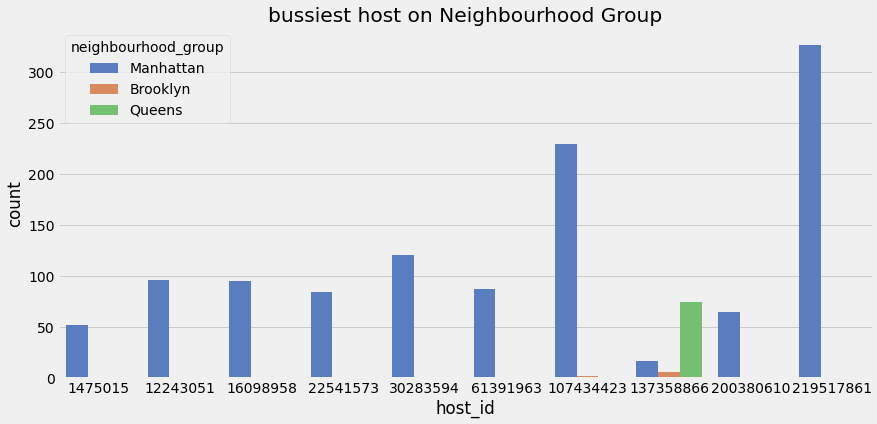 bussiest host on Neighbourhood Group
neighbourhood_group
Manhattan
Brooklyn
Queens
300
250
200
150
100
50
0
count
1475015 12243051 16098958 22541573 30283594 61391963 107434423 137358866 200380610 219517861
host_id